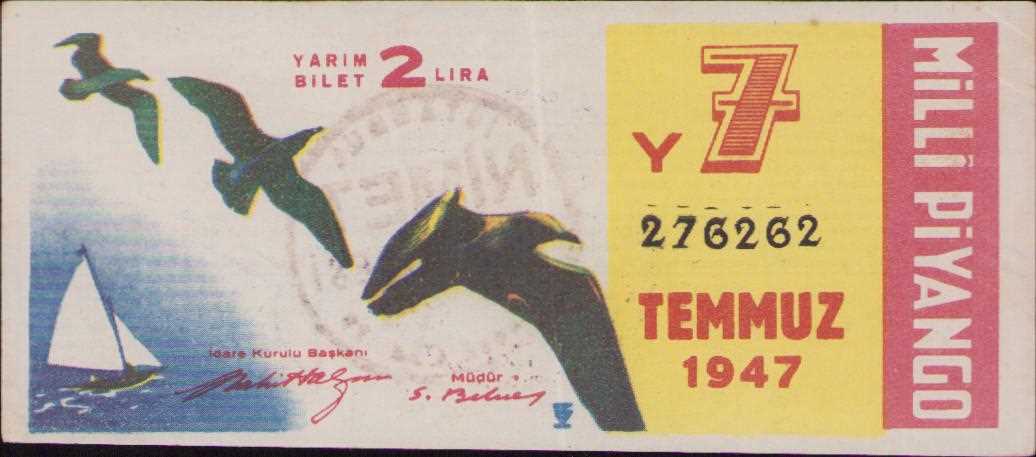 YARIM
BİLET 2 LİRA
Y 7
276262
TEMMUZ
1947
MİLLİ PİYANGO
İdare Kurulu Başkanı
Müdür